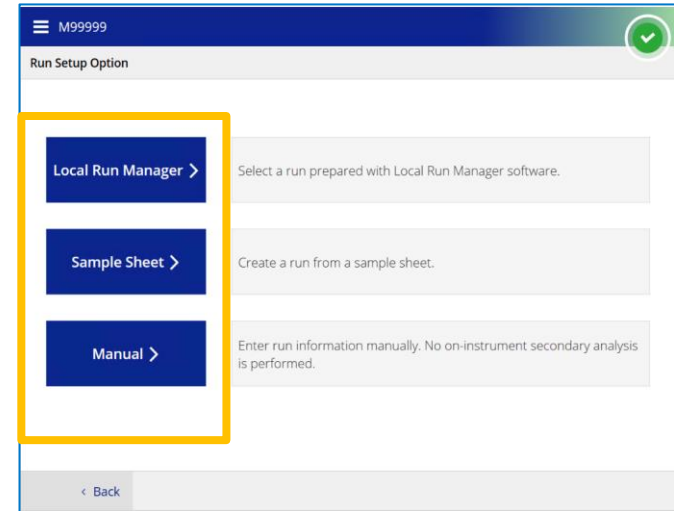 M99999
Run Setup Option
Local Run Manager
Select a run prepared with Local Run Manager software.
Sample Sheet
Create a run from a sample sheet.
Manual
Enter run information manually. No on-instrument secondary analysis
is performed.
Back